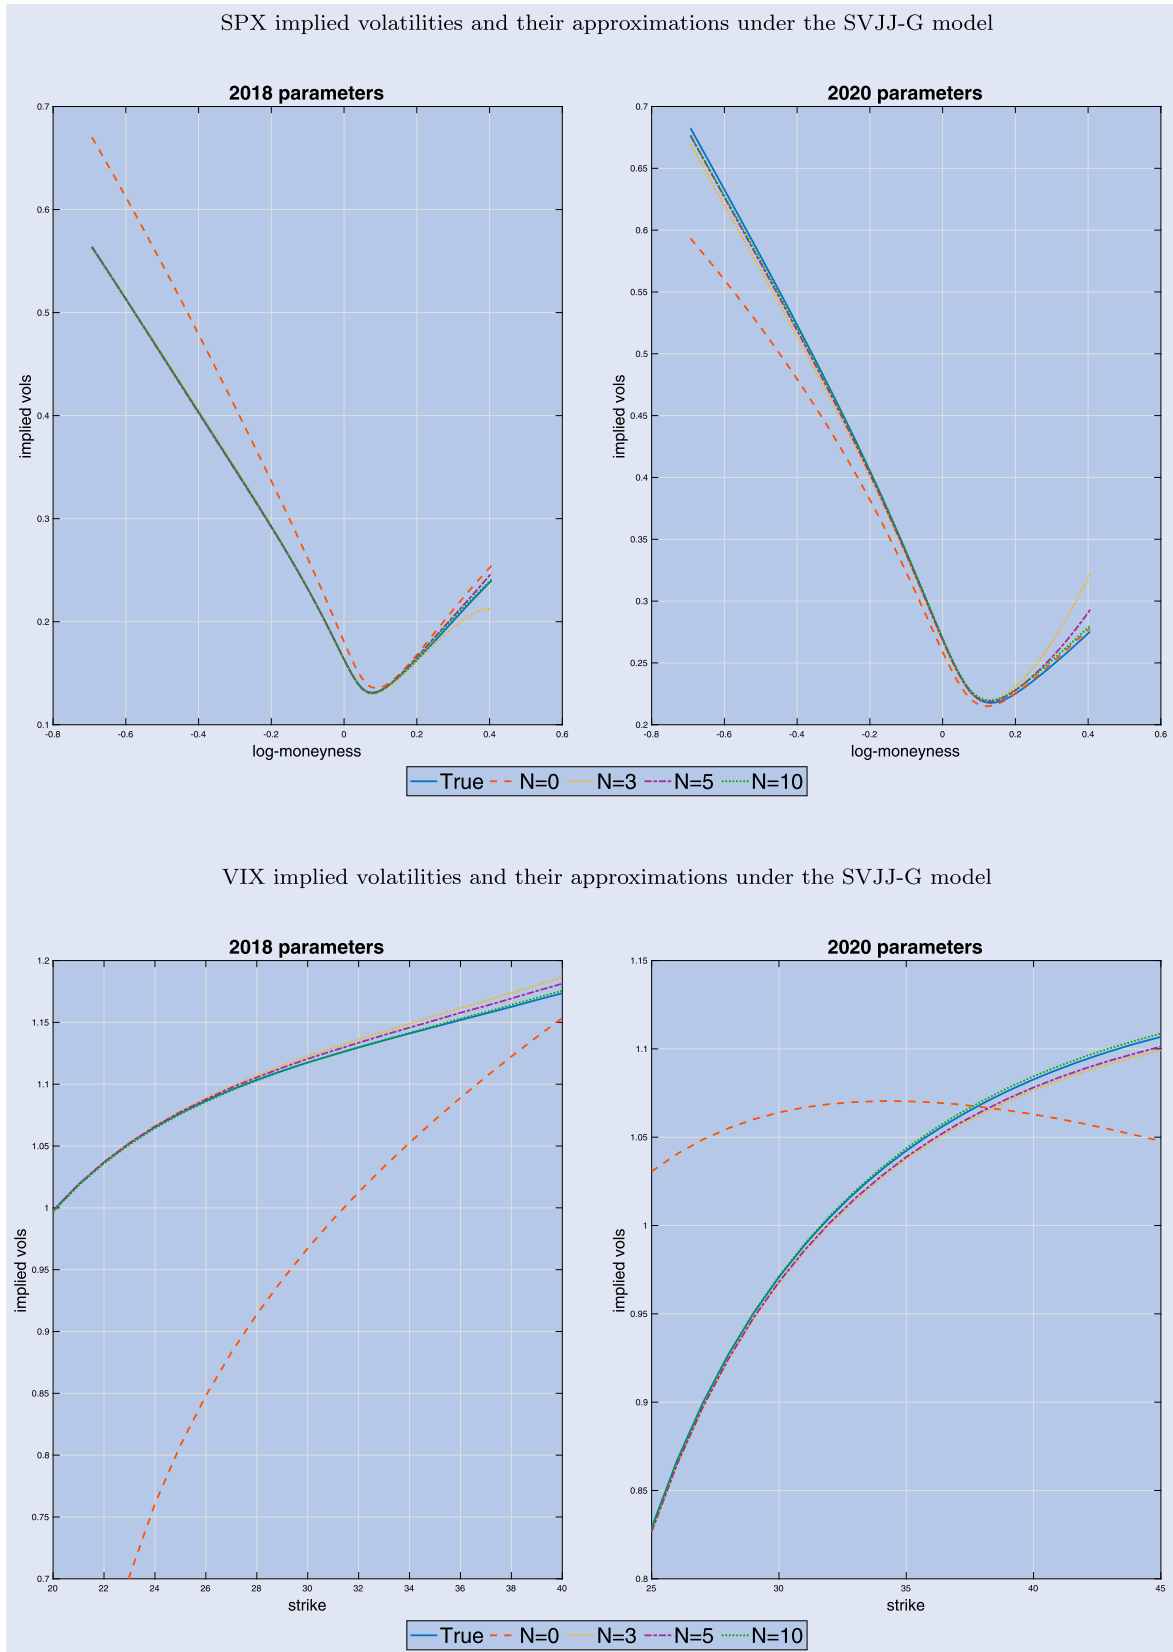 SPX implied volatilities and their approximations under the SVJJ-G model
2018 parameters
0.7
0.6
0.5
0.4
0.3
0.2
0.1
implied vols
-0.8 -0.6 -0.4 -0.2 0 0.2 0.4 0.6
log-moneyness
2020 parameters
0.7
0.65
0.6
0.55
0.5
0.45
0.4
0.35
0.3
0.25
0.2
implied vols
-0.8 -0.6 -0.4 -0.2 0 0.2 0.4 0.6
log-moneyness
True N=0 N=3 N=5 N=10
VIX implied volatilities and their approximations under the SVJJ-G model
2018 parameters
1.2
1.15
1.1
1.05
1
0.95
0.9
0.85
0.8
0.75
0.7
implied vols
20 22 24 26 28 30 32 34 36 38 40
strike
2020 parameters
1.15
1.1
1.05
1
0.95
0.9
0.85
0.8
implied vols
25 30 35 40 45
strike
True N=0 N=3 N=5 N=10